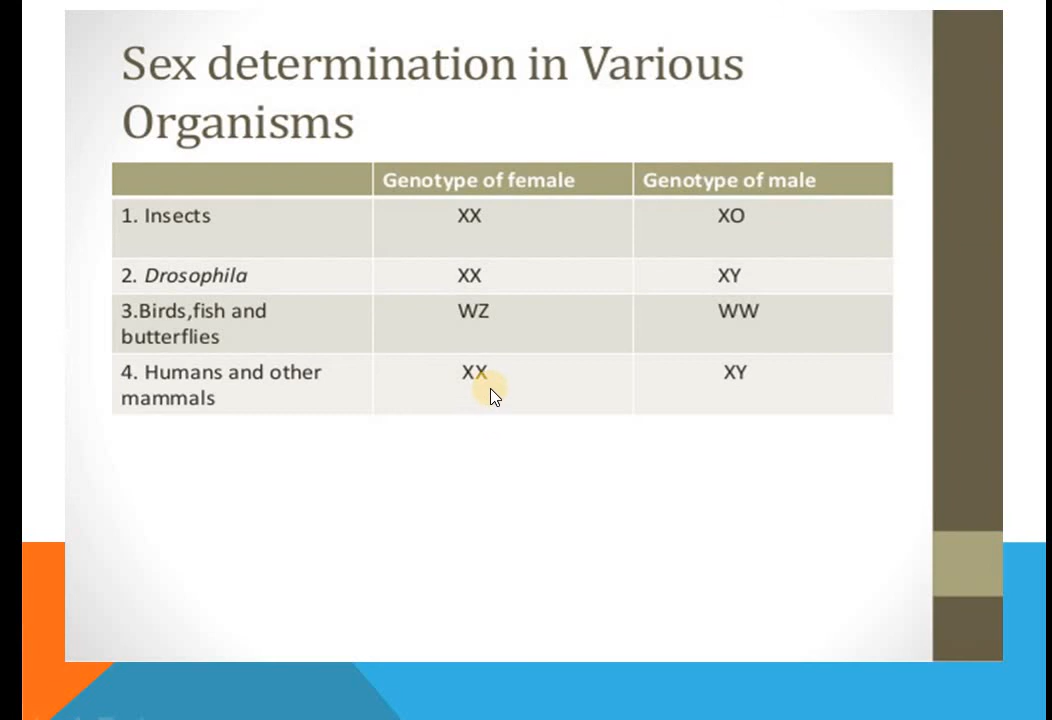 Sex determination in Various
Organisms
Genotype of female
Genotype of male
1. Insects
XX
XO
2. Drosophila
XX
XY
3.Birds,fish and
butterflies
WZ
WW
4. Humans and other
mammals
XX
XY